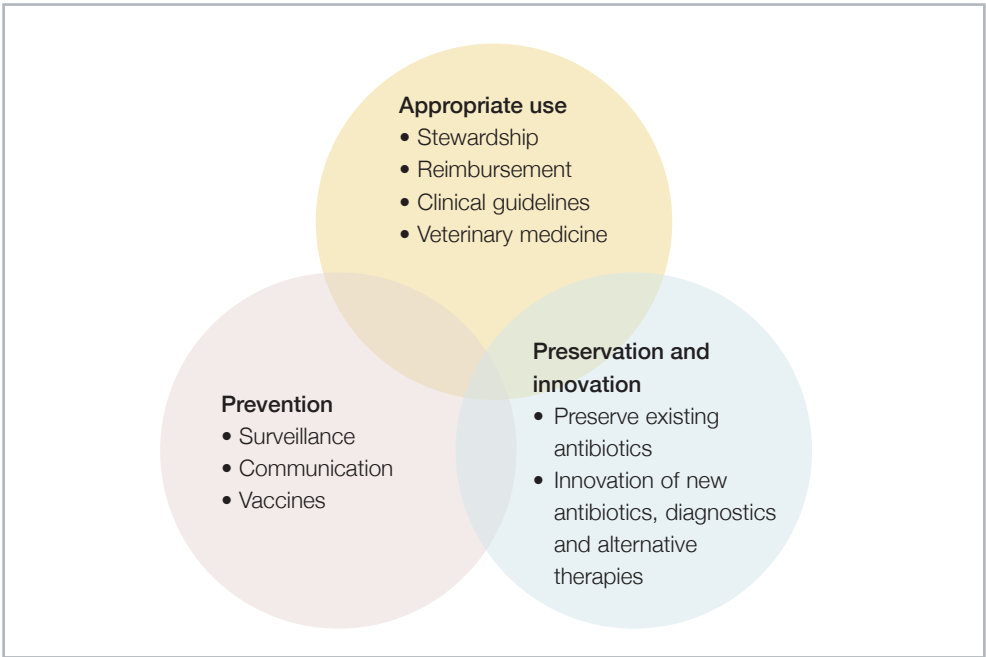 Appropriate use
• Stewardship
• Reimbursement
• Clinical guidelines
• Veterinary medicine
Prevention
• Surveillance
• Communication
• Vaccines
Preservation and
innovation
• Preserve existing
antibiotics
• Innovation of new
antibiotics, diagnostics
and alternative
therapies